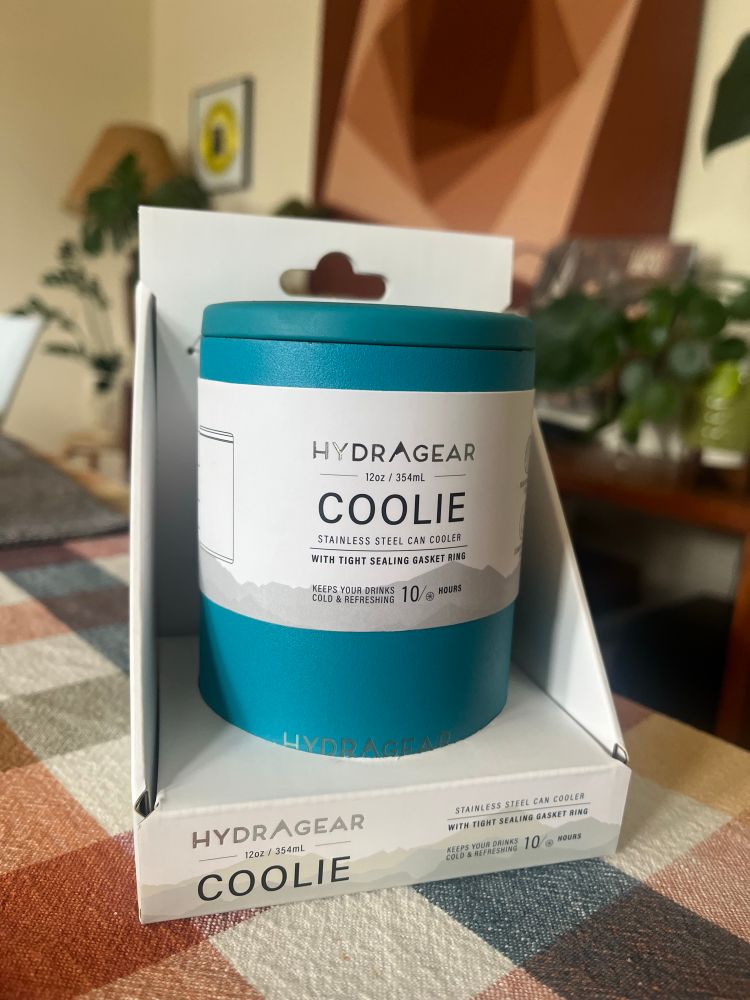 HYDRAGEAR
12oz / 354mL
COOLIE
STAINLESS STEEL CAN COOLER
WITH TIGHT SEALING GASKET RING
KEEPS YOUR DRINKS
COLD & REFRESHING
10/ HOURS
HYDRAGEAR
HYDRAGEAR
12oz / 354mL
COOLIE
STAINLESS STEEL CAN COOLER
WITH TIGHT SEALING GASKET RING
KEEPS YOUR DRINKS
COLD & REFRESHING
10/ HOURS